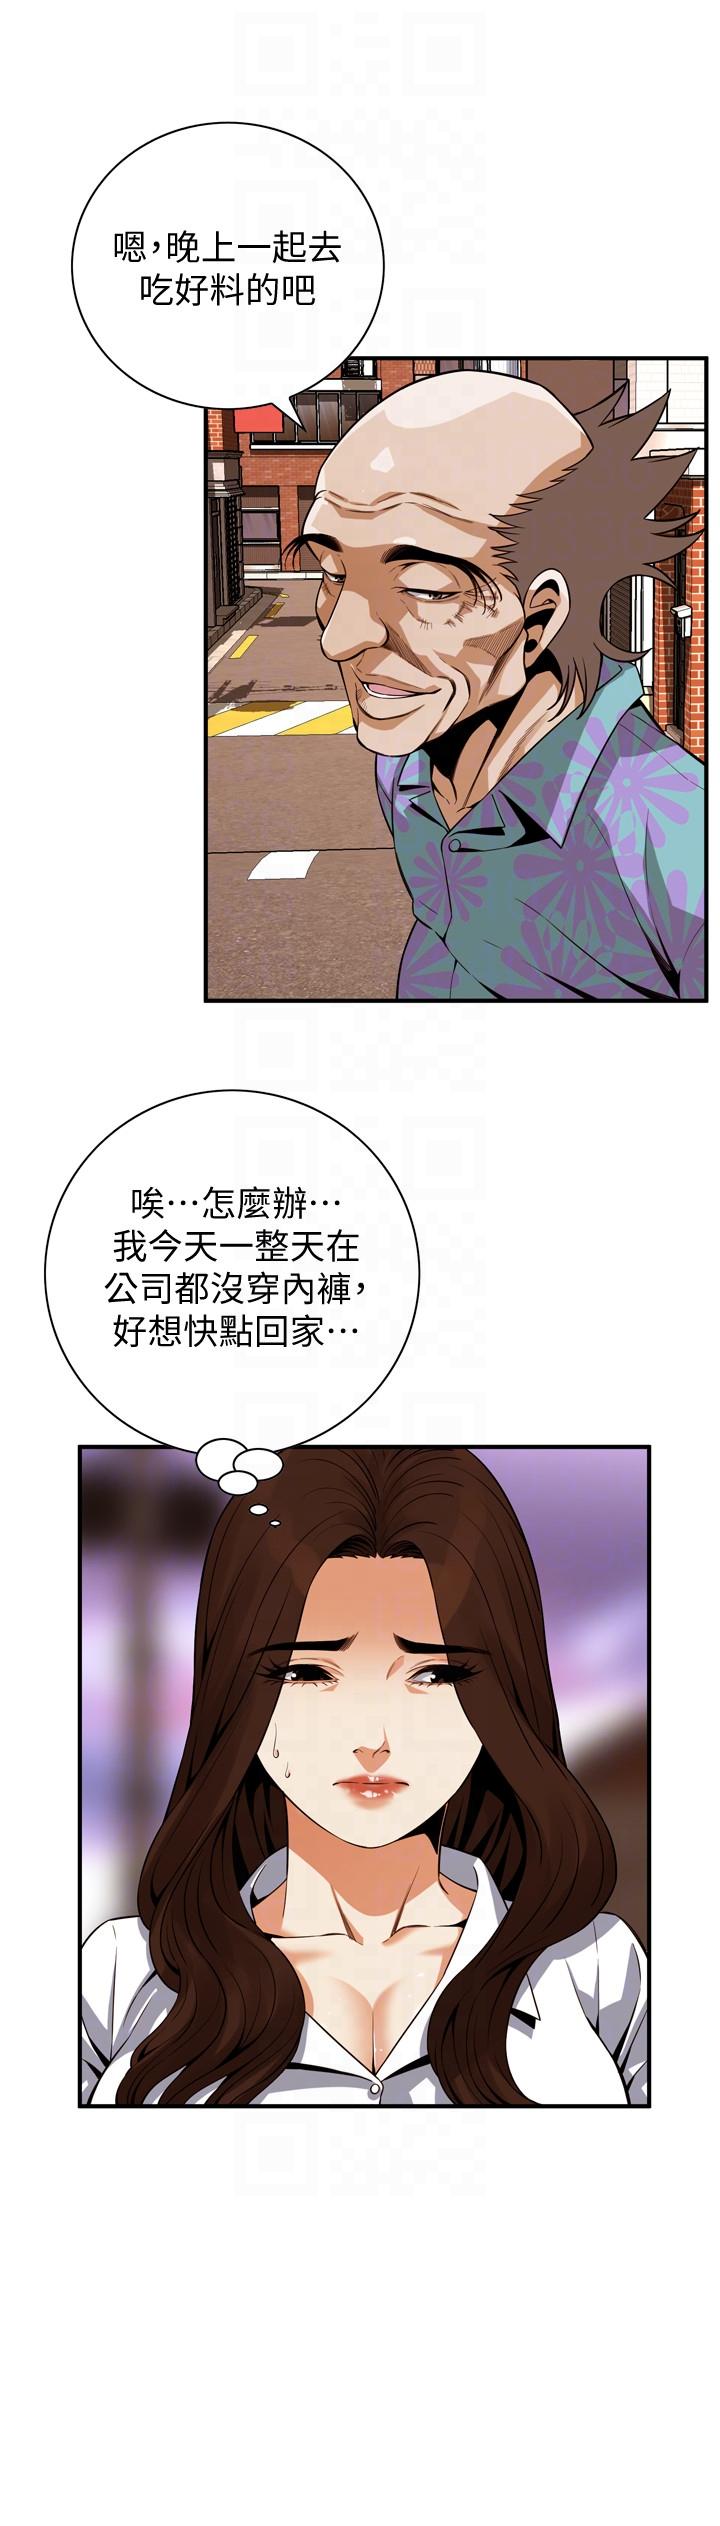 嗯，晚上一起去
吃好料的吧
唉…怎麼辦…
我今天一整天在
公司都沒穿內褲，
好想快點回家…